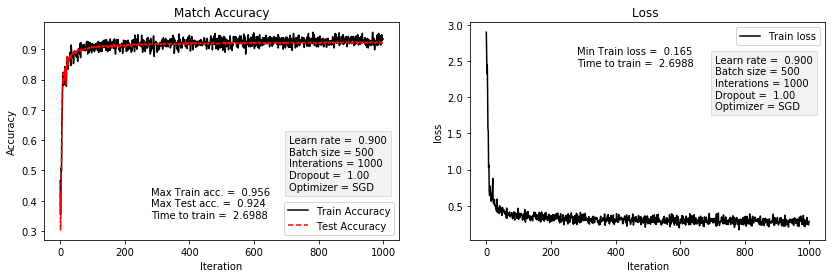 Match Accuracy
Accuracy
0.9
0.8
0.7
0.6
0.5
0.4
0.3
Learn rate =  0.900
Batch size = 500
Interations = 1000
Dropout =  1.00
Optimizer = SGD
Max Train acc. =  0.956
Max Test acc. =  0.924
Time to train =  2.6988
Train Accuracy
Test Accuracy
0 200 400 600 800 1000
Iteration
Loss
loss
3.0
2.5
2.0
1.5
1.0
0.5
Train loss
Min Train loss =  0.165
Time to train =  2.6988
Learn rate =  0.900
Batch size = 500
Interations = 1000
Dropout =  1.00
Optimizer = SGD
0 200 400 600 800 1000
Iteration